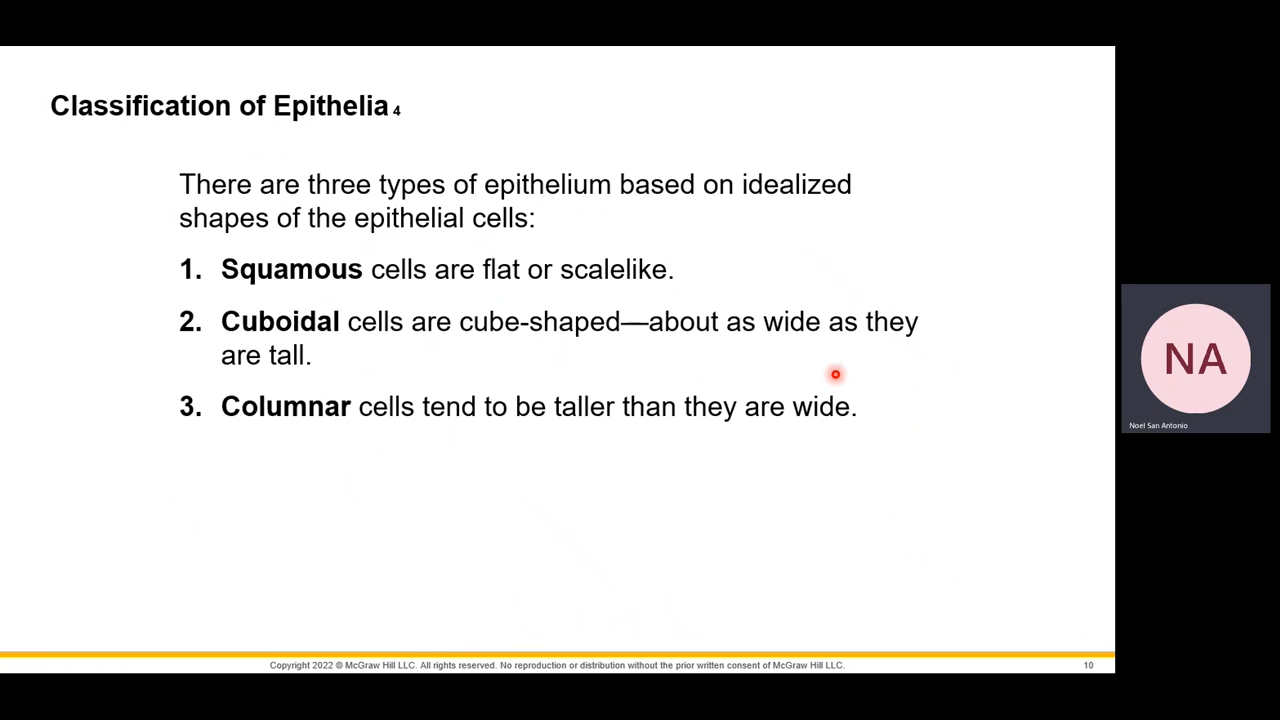 Classification of Epithelia 4
There are three types of epithelium based on idealized
shapes of the epithelial cells:
1. Squamous cells are flat or scalelike.
2. Cuboidal cells are cube-shaped—about as wide as they
are tall.
3. Columnar cells tend to be taller than they are wide.
NA
Noel San Antonio
Copyright 2022 © McGraw Hill LLC. All rights reserved. No reproduction or distribution without the prior written consent of McGraw Hill LLC.
10